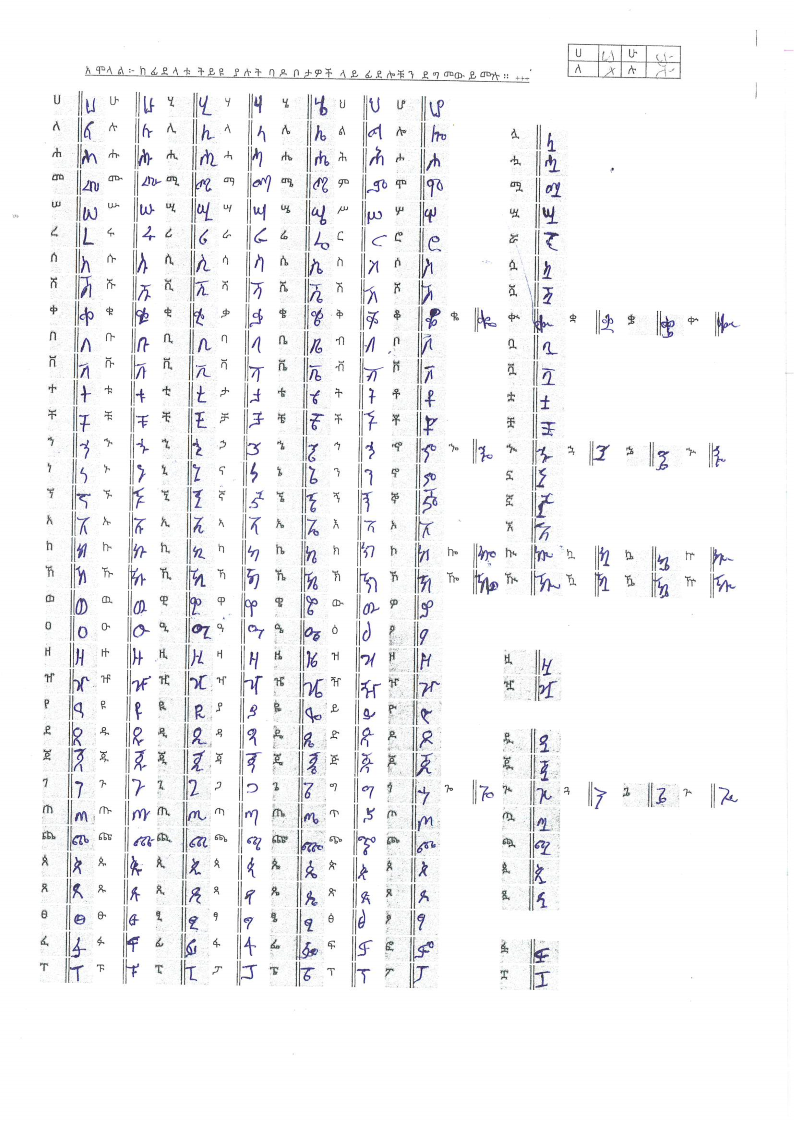 ሀ ሀ ሁ ሁ
አሞላል፡- ከፊደላቱ ትይዩ ያሉት ባዶ ቦታዎች ላይ ፊደሎቹን ደግመው ይሙሉ።
ለ ለ ሉ ሉ
ሀ ሀ ሁ ሁ ሂ ሂ ሃ ሃ ሄ ሄ ህ ህ ሆ ሆ
ለ ለ ሉ ሉ ሊ ሊ ላ ላ ሌ ሌ ል ል ሎ ሎ ሏ ሏ
ሐ ሐ ሑ ሑ ሒ ሒ ሓ ሓ ሔ ሔ ሕ ሕ ሖ ሖ ሗ ሗ
መ መ ሙ ሙ ሚ ሚ ማ ማ ሜ ሜ ም ም ሞ ሞ ሟ ሟ
ሠ ሠ ሡ ሡ ሢ ሢ ሣ ሣ ሤ ሤ ሥ ሥ ሦ ሦ ሧ ሧ
ረ ረ ሩ ሩ ሪ ሪ ራ ራ ሬ ሬ ር ር ሮ ሮ ሯ ሯ
ሰ ሰ ሱ ሱ ሲ ሲ ሳ ሳ ሴ ሴ ስ ስ ሶ ሶ ሷ ሷ
ሸ ሸ ሹ ሹ ሺ ሺ ሻ ሻ ሼ ሼ ሽ ሽ ሾ ሾ ሿ ሿ
ቀ ቀ ቁ ቁ ቂ ቂ ቃ ቃ ቄ ቄ ቅ ቅ ቆ ቆ ቈ ቈ ቊ ቊ ቋ ቋ ቌ ቌ ቍ ቍ
በ በ ቡ ቡ ቢ ቢ ባ ባ ቤ ቤ ብ ብ ቦ ቦ ቧ ቧ
ሸ ሸ ሹ ሹ ቪ ቪ ቫ ቫ ቬ ቬ ቭ ቭ ቮ ቮ ቯ ቯ
ተ ተ ቱ ቱ ቲ ቲ ታ ታ ቴ ቴ ት ት ቶ ቶ ቷ ቷ
ቸ ቸ ቹ ቹ ቺ ቺ ቻ ቻ ቼ ቼ ች ች ቾ ቾ ቿ ቿ
ኀ ኀ ኁ ኁ ኂ ኂ ኃ ኃ ኄ ኄ ኅ ኅ ኆ ኆ ኈ ኈ ኊ ኊ ኋ ኋ ኌ ኌ ኍ ኍ
ነ ነ ኑ ኑ ኒ ኒ ና ና ኔ ኔ ን ን ኖ ኖ ኗ ኗ
ኘ ኘ ኙ ኙ ኚ ኚ ኛ ኛ ኜ ኜ ኝ ኝ ኞ ኞ ኟ ኟ
አ አ ኡ ኡ ኢ ኢ ኣ ኣ ኤ ኤ እ እ ኦ ኦ ኧ ኧ
ከ ከ ኩ ኩ ኪ ኪ ካ ካ ኬ ኬ ክ ክ ኮ ኮ ኰ ኰ ኲ ኲ ኳ ኳ ኴ ኴ ኵ ኵ
ኸ ኸ ኹ ኹ ኺ ኺ ኻ ኻ ኼ ኼ ኽ ኽ ኾ ኾ ዀ ዀ ዂ ዂ ዃ ዃ ዄ ዄ ዅ ዅ
ወ ወ ዉ ዉ ዊ ዊ ዋ ዋ ዌ ዌ ው ው ዎ ዎ
ዐ ዐ ዑ ዑ ዒ ዒ ዓ ዓ ዔ ዔ ዕ ዕ ዖ ዖ
ዘ ዘ ዙ ዙ ዚ ዚ ዛ ዛ ዜ ዜ ዝ ዝ ዞ ዞ ዟ ዟ
ዠ ዠ ዡ ዡ ዢ ዢ ዣ ዣ ዤ ዤ ዥ ዥ ዦ ዦ ዧ ዧ
የ የ ዩ ዩ ዪ ዪ ያ ያ ዬ ዬ ይ ይ ዮ ዮ
ደ ደ ዱ ዱ ዲ ዲ ዳ ዳ ዴ ዴ ድ ድ ዶ ዶ ዷ ዷ
ጀ ጀ ጁ ጁ ጂ ጂ ጃ ጃ ጄ ጄ ጅ ጅ ጆ ጆ ጇ ጇ
ገ ገ ጉ ጉ ጊ ጊ ጋ ጋ ጌ ጌ ግ ግ ጎ ጎ ጐ ጐ ጒ ጒ ጓ ጓ ጔ ጔ ጕ ጕ
ጠ ጠ ጡ ጡ ጢ ጢ ጣ ጣ ጤ ጤ ጥ ጥ ጦ ጦ ጧ ጧ
ጨ ጨ ጩ ጩ ጪ ጪ ጫ ጫ ጬ ጬ ጭ ጭ ጮ ጮ ጯ ጯ
ጰ ጰ ጱ ጱ ጲ ጲ ጳ ጳ ጴ ጴ ጵ ጵ ጶ ጶ ጷ ጷ
ጸ ጸ ጹ ጹ ጺ ጺ ጻ ጻ ጼ ጼ ጽ ጽ ጾ ጾ ጿ ጿ
ፀ ፀ ፁ ፁ ፂ ፂ ፃ ፃ ፄ ፄ ፅ ፅ ፆ ፆ
ፈ ፈ ፉ ፉ ፊ ፊ ፋ ፋ ፌ ፌ ፍ ፍ ፎ ፎ ፏ ፏ
ፐ ፐ ፑ ፑ ፒ ፒ ፓ ፓ ፔ ፔ ፕ ፕ ፖ ፖ ፗ ፗ